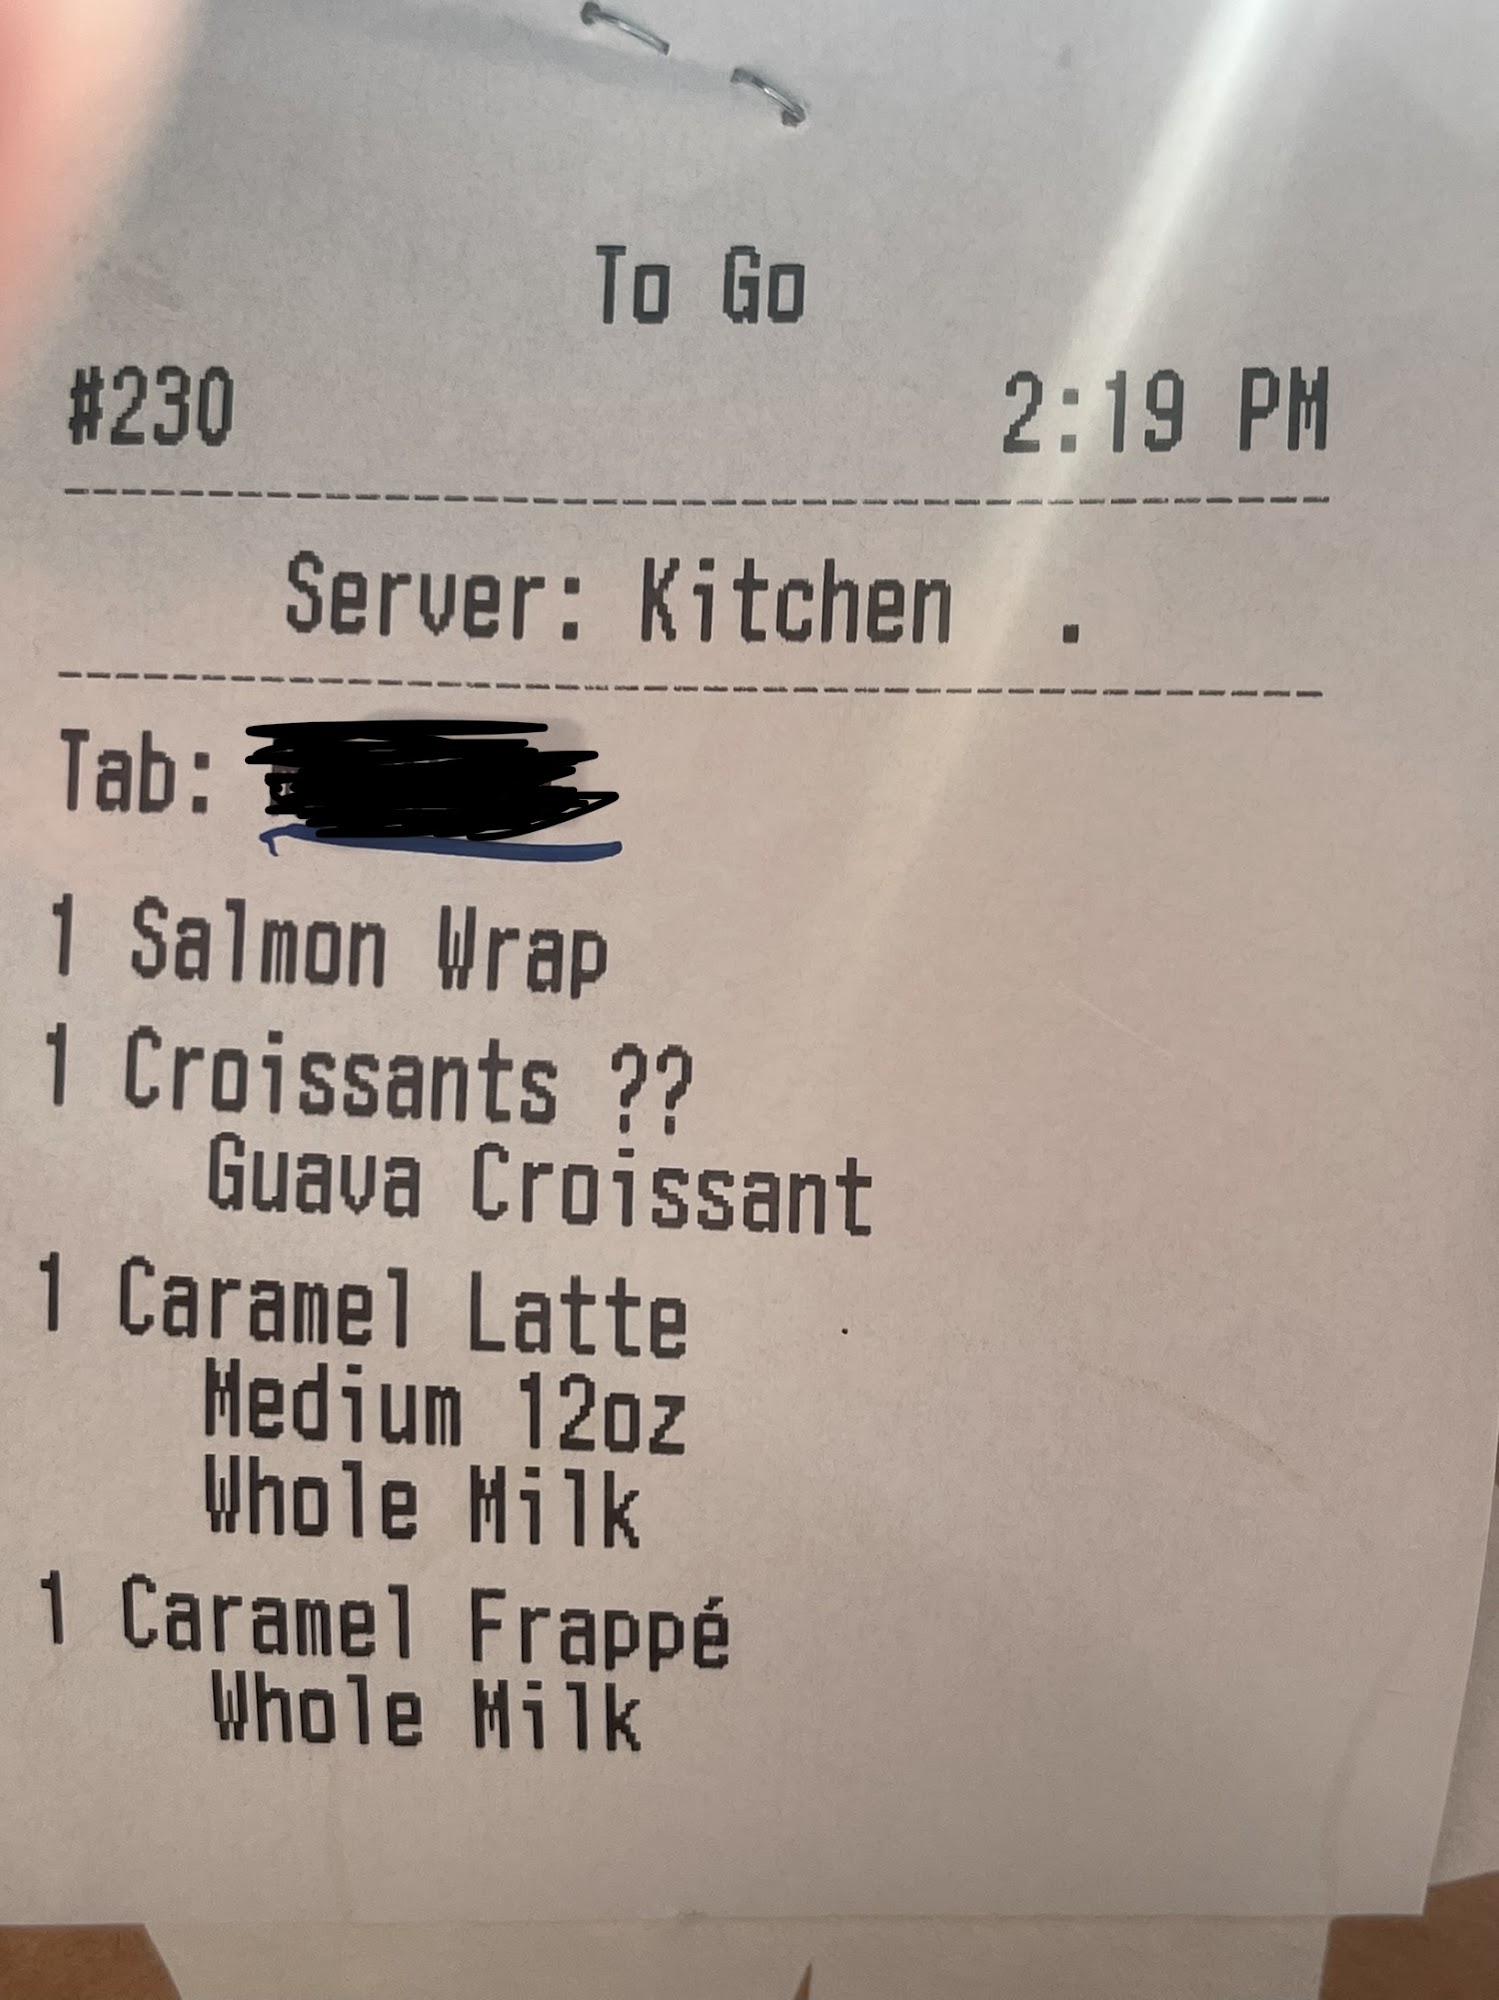 To Go
#230 2:19 PM
Server: Kitchen .
Tab:
1 Salmon Wrap
1 Croissants ??
Guava Croissant
1 Caramel Latte
Medium 12oz
Whole Milk
1 Caramel Frappé
Whole Milk